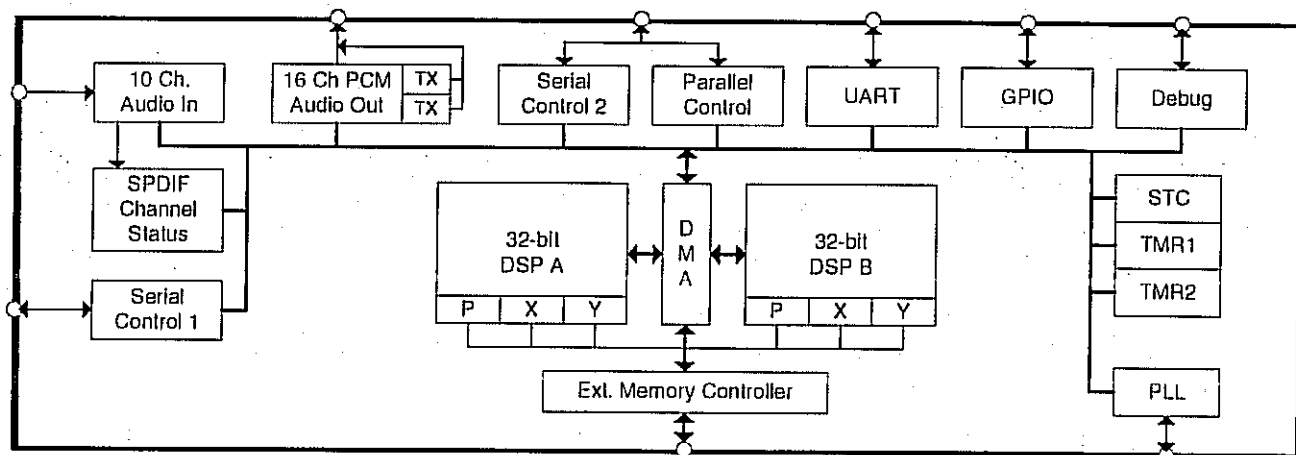 10 Ch.
Audio In
16 Ch PCM
Audio Out
TX
TX
Serial
Control 2
Parallel
Control
UART
GPIO
Debug
SPDIF
Channel
Status
Serial
Control 1
32-bit
DSP A
P X Y
D
M
A
32-bit
DSP B
P X Y
STC
TMR1
TMR2
Ext. Memory Controller
PLL